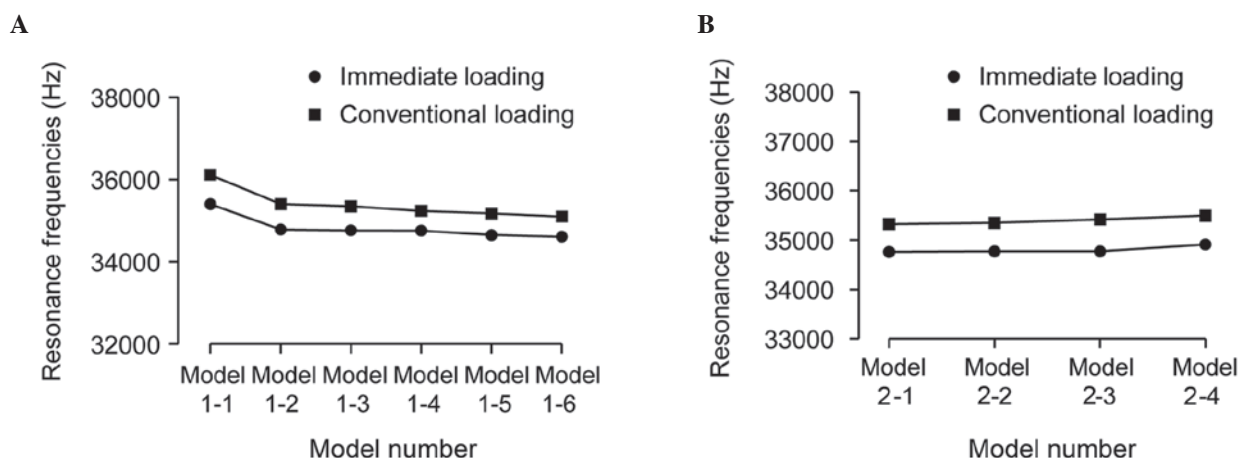 A
Resonance frequencies (Hz)
38000
36000
34000
32000
Immediate loading
Conventional loading
Model Model Model Model Model Model
1-1 1-2 1-3 1-4 1-5 1-6
Model number
B
Resonance frequencies (Hz)
38000
37000
36000
35000
34000
33000
Immediate loading
Conventional loading
Model Model Model Model
2-1 2-2 2-3 2-4
Model number